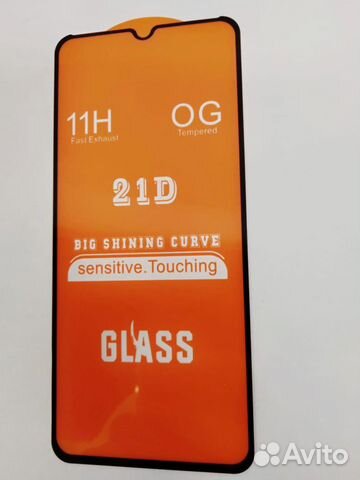 11H OG
Fast Exhaust Tempered
21D
BIG SHINING CURVE
sensitive.Touching
GLASS
Avito